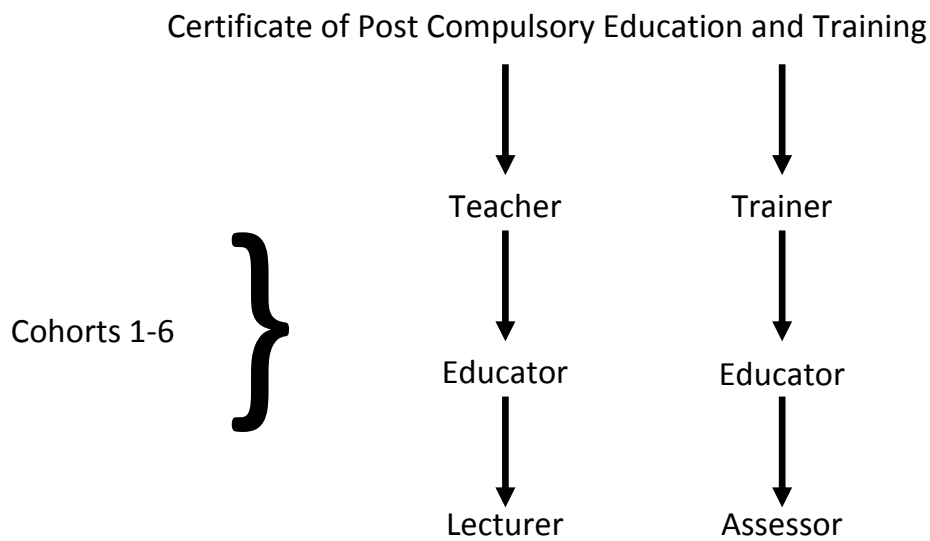 Certificate of Post Compulsory Education and Training
Teacher Trainer
Cohorts 1-6
Educator Educator
Lecturer Assessor